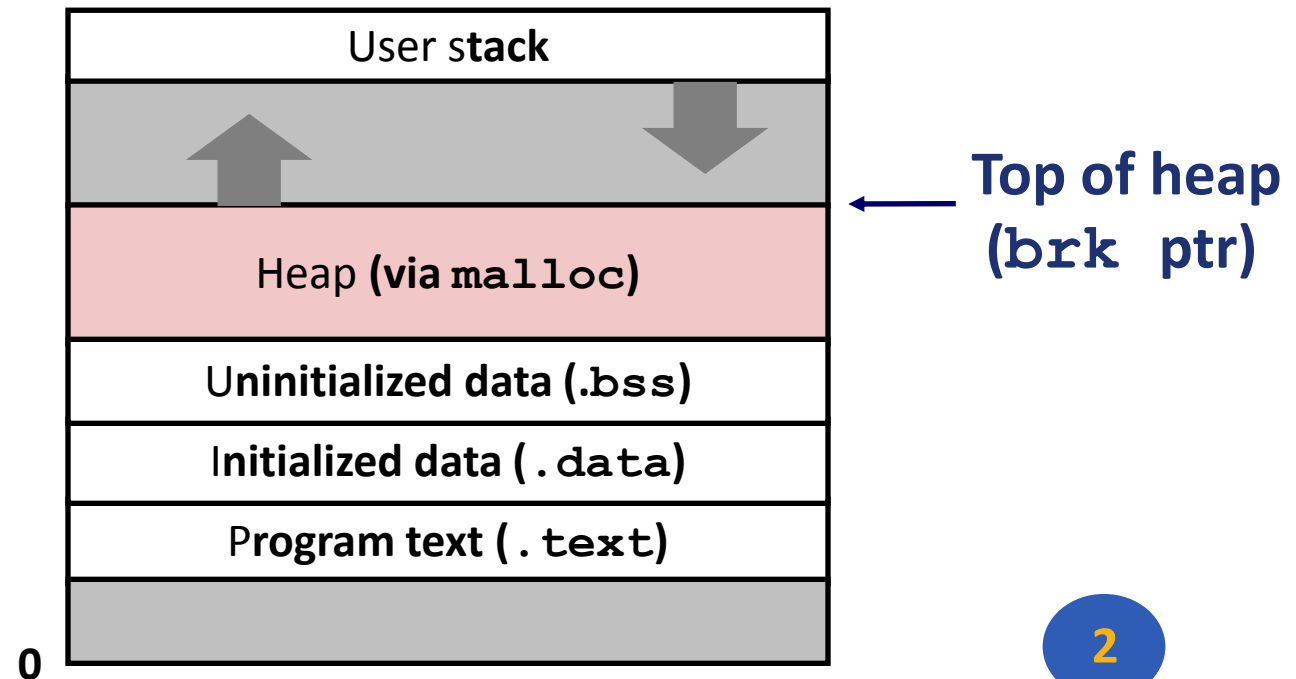 User stack
Top of heap
(brk ptr)
Heap (via malloc)
Uninitialized data (.bss)
Initialized data (.data)
Program text (.text)
0
2